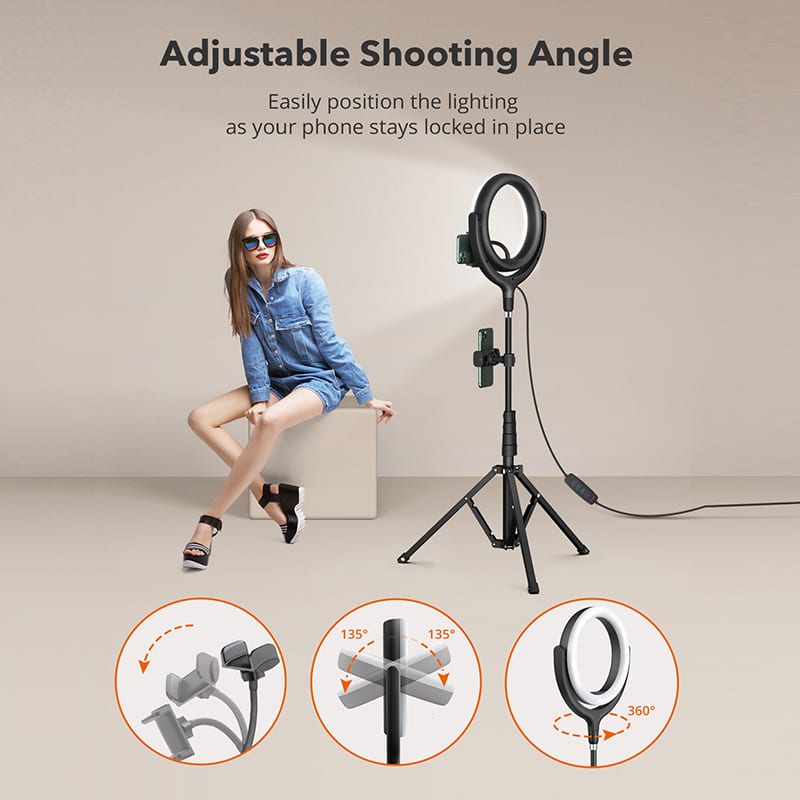 Adjustable Shooting Angle
Easily position the lighting
as your phone stays locked in place
135° 135°
360°